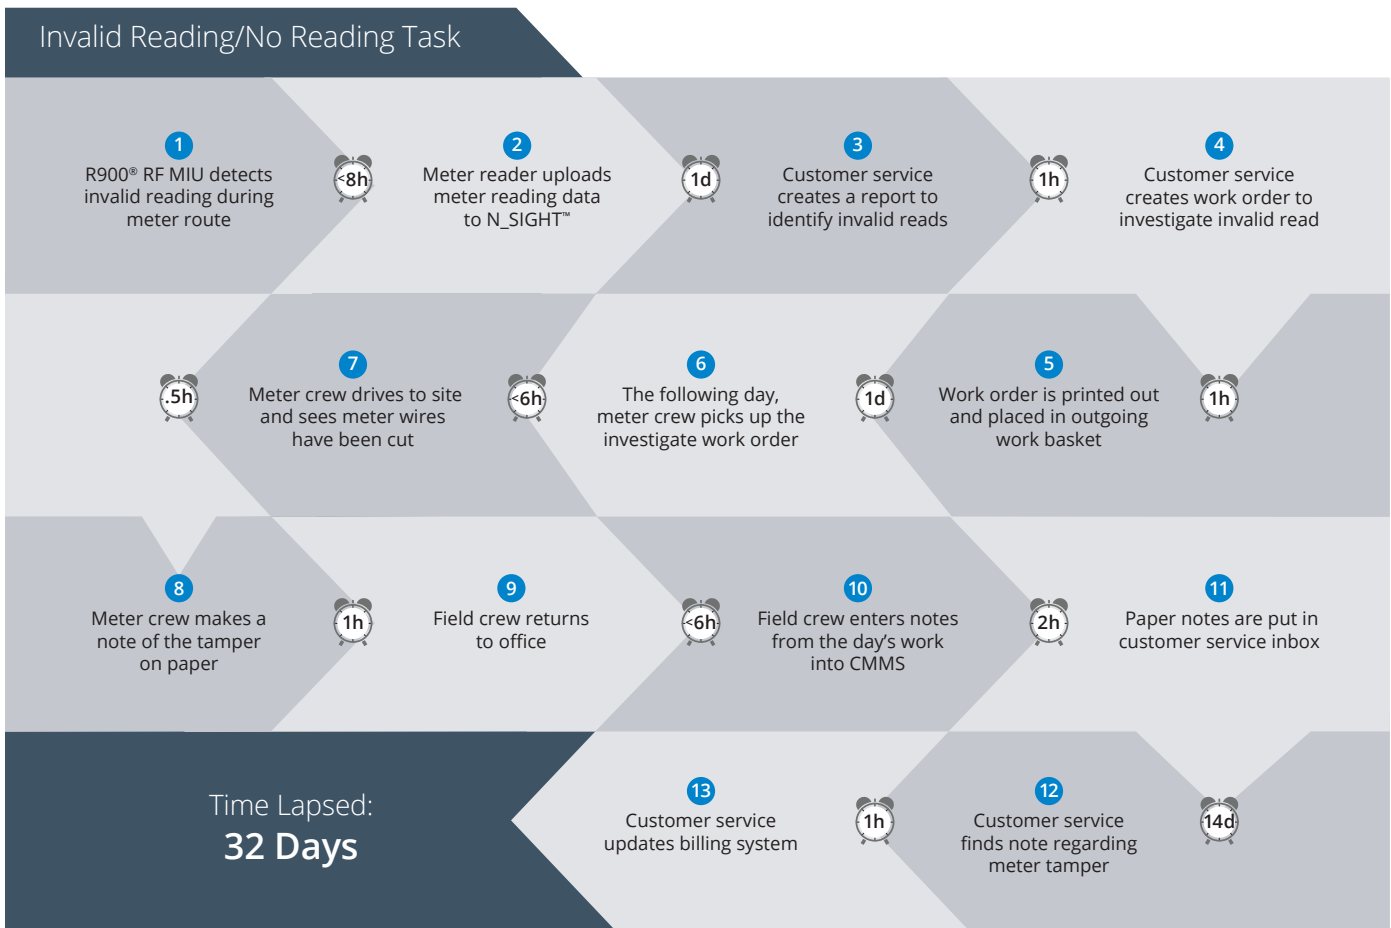 Invalid Reading/No Reading Task
1
R900® RF MIU detects
invalid reading during
meter route
<8h
2
Meter reader uploads
meter reading data
to N_SIGHT™
1d
3
Customer service
creates a report to
identify invalid reads
1h
4
Customer service
creates work order to
investigate invalid read
1h
5
Work order is printed out
and placed in outgoing
work basket
1d
6
The following day,
meter crew picks up the
investigate work order
<6h
7
Meter crew drives to site
and sees meter wires
have been cut
.5h
8
Meter crew makes a
note of the tamper
on paper
1h
9
Field crew returns
to office
<6h
10
Field crew enters notes
from the day’s work
into CMMS
2h
11
Paper notes are put in
customer service inbox
14d
12
Customer service
finds note regarding
meter tamper
1h
13
Customer service
updates billing system
Time Lapsed:
32 Days